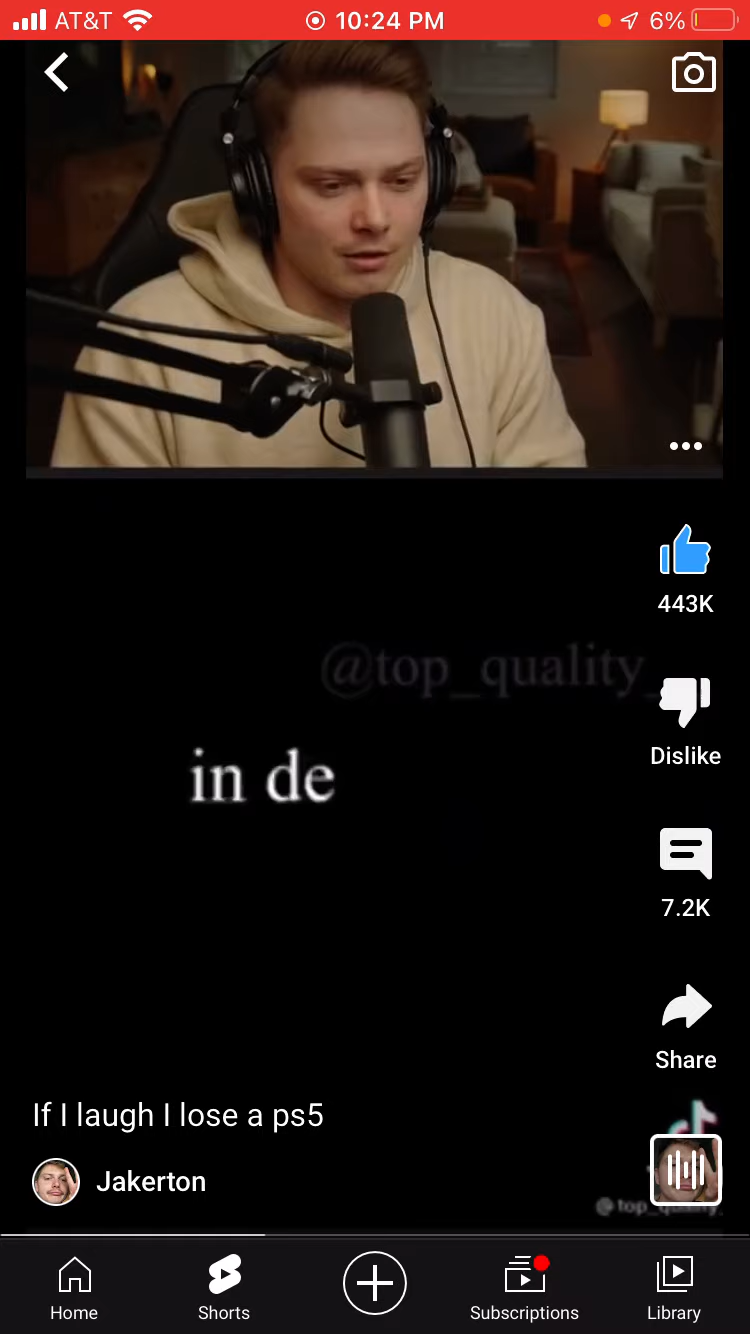 AT&T 10:24 PM 6%
443K
@top_quality_
in de
Dislike
7.2K
Share
If I laugh I lose a ps5
Jakerton
@top_quality_
Home Shorts Subscriptions Library